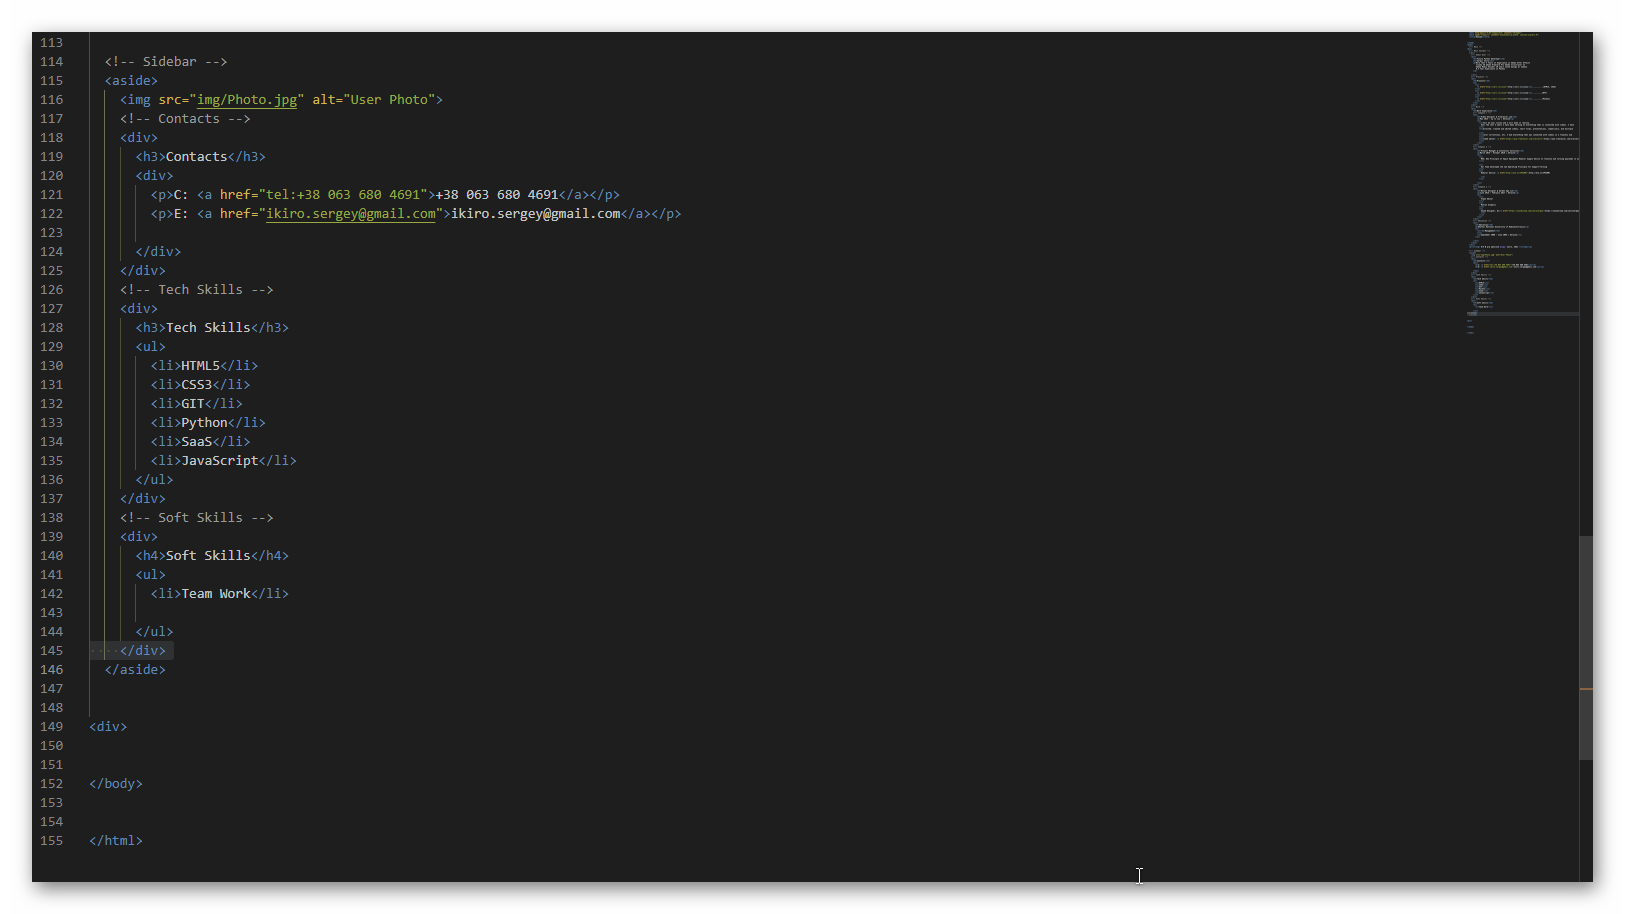 113
114 <!-- Sidebar -->
115 <aside>
116 <img src="img/Photo.jpg" alt="User Photo">
117 <!-- Contacts -->
118 <div>
119 <h3>Contacts</h3>
120 <div>
121 <p>C: <a href="tel:+38 063 680 4691">+38 063 680 4691</a></p>
122 <p>E: <a href="ikiro.sergey@gmail.com">ikiro.sergey@gmail.com</a></p>
123
124 </div>
125 </div>
126 <!-- Tech Skills -->
127 <div>
128 <h3>Tech Skills</h3>
129 <ul>
130 <li>HTML5</li>
131 <li>CSS3</li>
132 <li>GIT</li>
133 <li>Python</li>
134 <li>SaaS</li>
135 <li>JavaScript</li>
136 </ul>
137 </div>
138 <!-- Soft Skills -->
139 <div>
140 <h4>Soft Skills</h4>
141 <ul>
142 <li>Team Work</li>
143
144 </ul>
145 ····</div>
146 </aside>
147
148
149 <div>
150
151
152 </body>
153
154
155 </html>